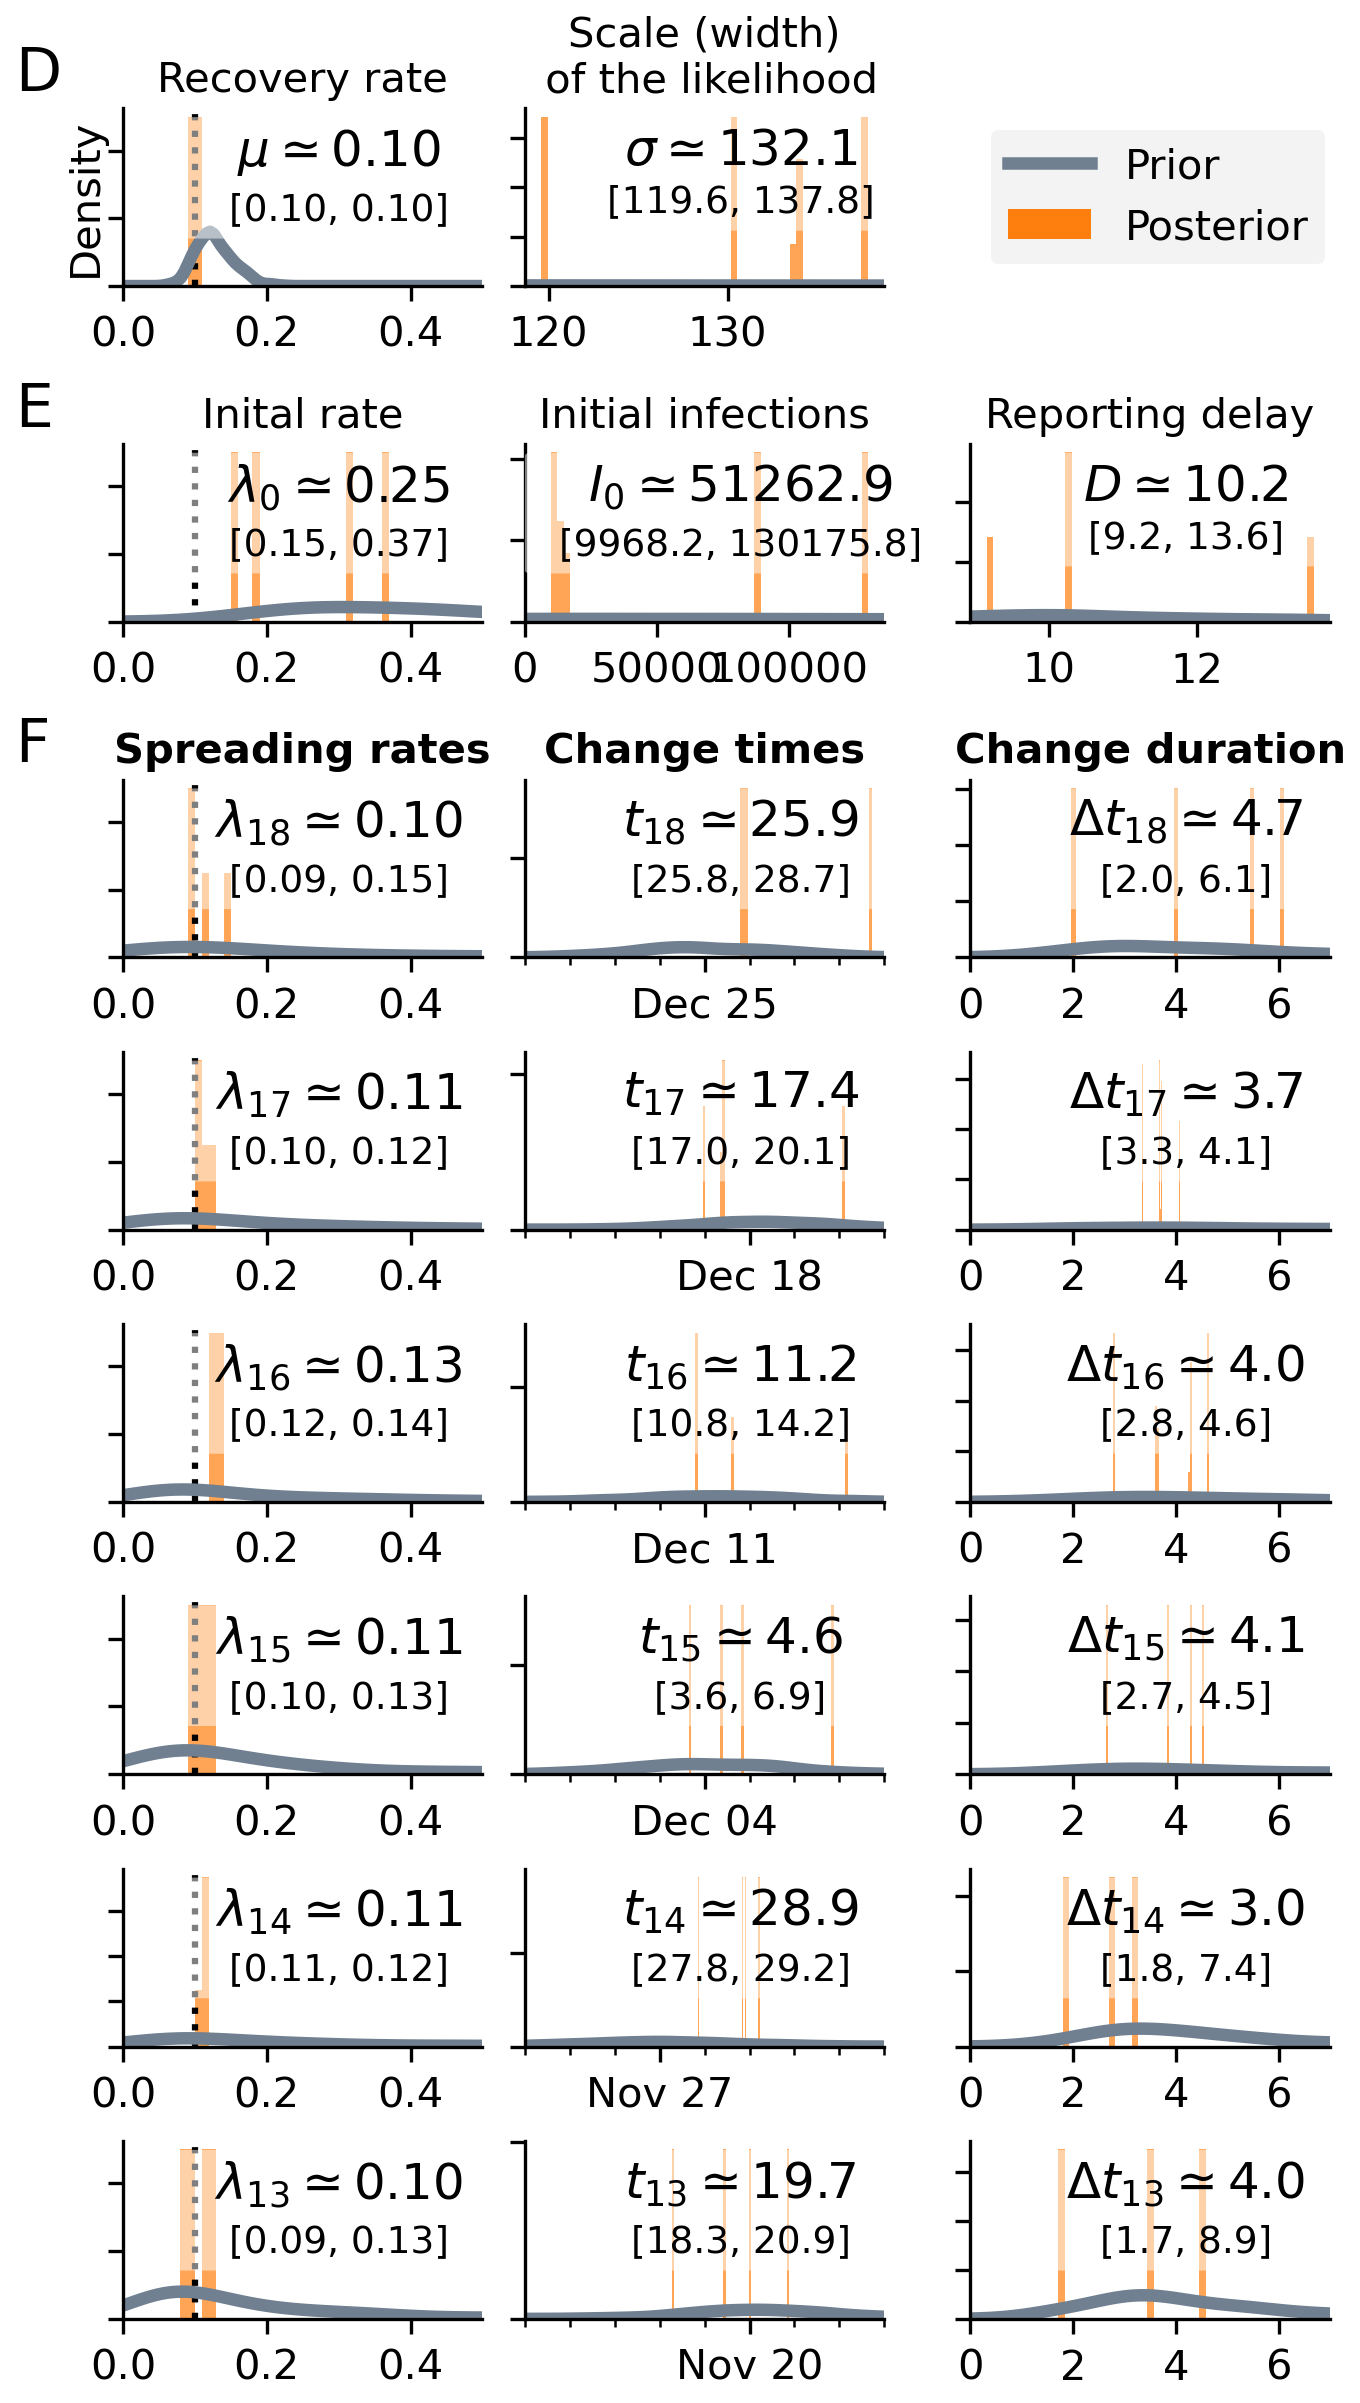 D
Recovery rate
Scale (width)
of the likelihood
Density
μ ≃ 0.10
[0.10, 0.10]
0.0 0.2 0.4
σ ≃ 132.1
[119.6, 137.8]
120 130
Prior
Posterior
E
Inital rate
λ0 ≃ 0.25
[0.15, 0.37]
0.0 0.2 0.4
Initial infections
I0 ≃ 51262.9
[9968.2, 130175.8]
0 50000 100000
Reporting delay
D ≃ 10.2
[9.2, 13.6]
10 12
F
Spreading rates
Change times
Change duration
λ18 ≃ 0.10
[0.09, 0.15]
0.0 0.2 0.4
t18 ≃ 25.9
[25.8, 28.7]
Dec 25
Δt18 ≃ 4.7
[2.0, 6.1]
0 2 4 6
λ17 ≃ 0.11
[0.10, 0.12]
0.0 0.2 0.4
t17 ≃ 17.4
[17.0, 20.1]
Dec 18
Δt17 ≃ 3.7
[3.3, 4.1]
0 2 4 6
λ16 ≃ 0.13
[0.12, 0.14]
0.0 0.2 0.4
t16 ≃ 11.2
[10.8, 14.2]
Dec 11
Δt16 ≃ 4.0
[2.8, 4.6]
0 2 4 6
λ15 ≃ 0.11
[0.10, 0.13]
0.0 0.2 0.4
t15 ≃ 4.6
[3.6, 6.9]
Dec 04
Δt15 ≃ 4.1
[2.7, 4.5]
0 2 4 6
λ14 ≃ 0.11
[0.11, 0.12]
0.0 0.2 0.4
t14 ≃ 28.9
[27.8, 29.2]
Nov 27
Δt14 ≃ 3.0
[1.8, 7.4]
0 2 4 6
λ13 ≃ 0.10
[0.09, 0.13]
0.0 0.2 0.4
t13 ≃ 19.7
[18.3, 20.9]
Nov 20
Δt13 ≃ 4.0
[1.7, 8.9]
0 2 4 6